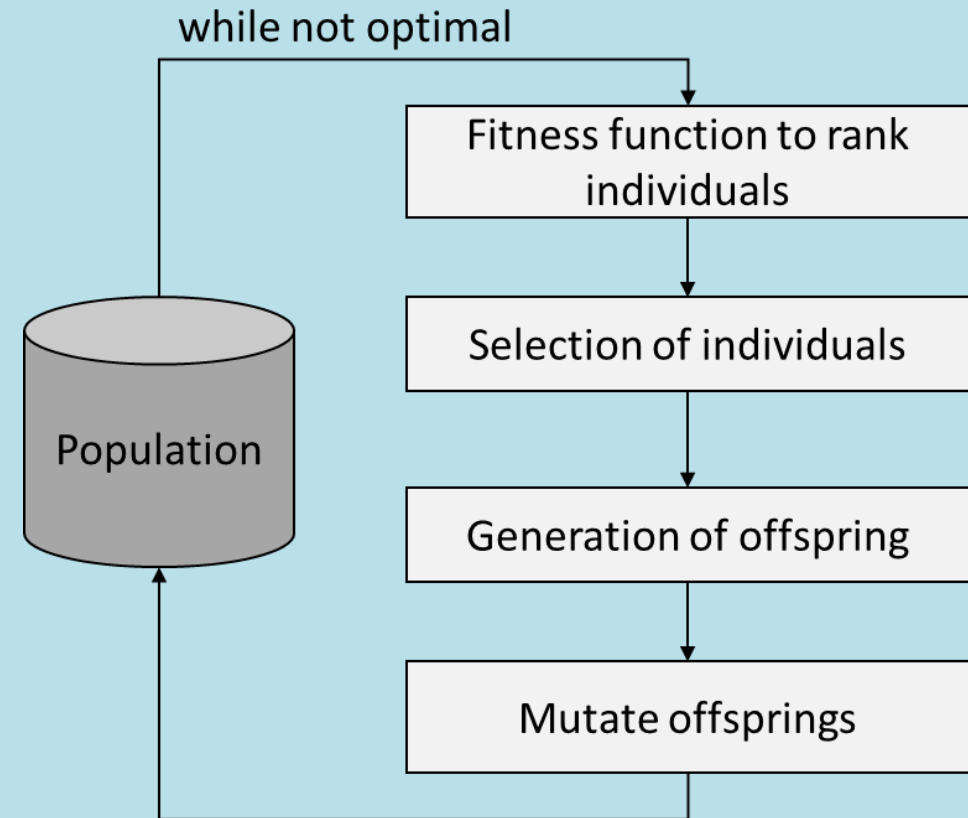 while not optimal
Fitness function to rank
individuals
Selection of individuals
Population
Generation of offspring
Mutate offsprings